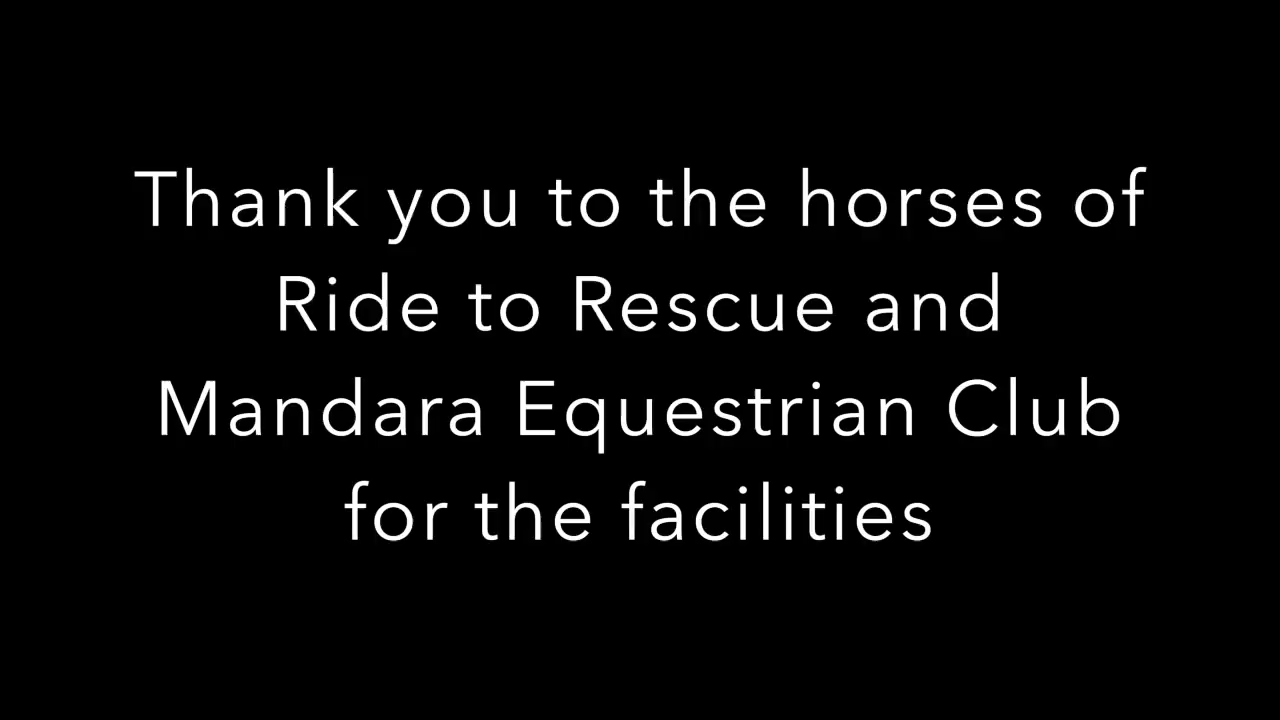 Thank you to the horses of
Ride to Rescue and
Mandara Equestrian Club
for the facilities